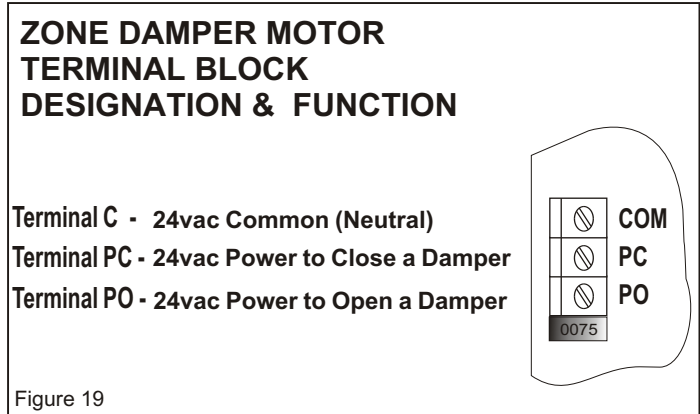 ZONE DAMPER MOTOR
TERMINAL BLOCK
DESIGNATION & FUNCTION
Terminal C - 24vac Common (Neutral)
Terminal PC - 24vac Power to Close a Damper
Terminal PO - 24vac Power to Open a Damper
COM
PC
PO
0075
Figure 19